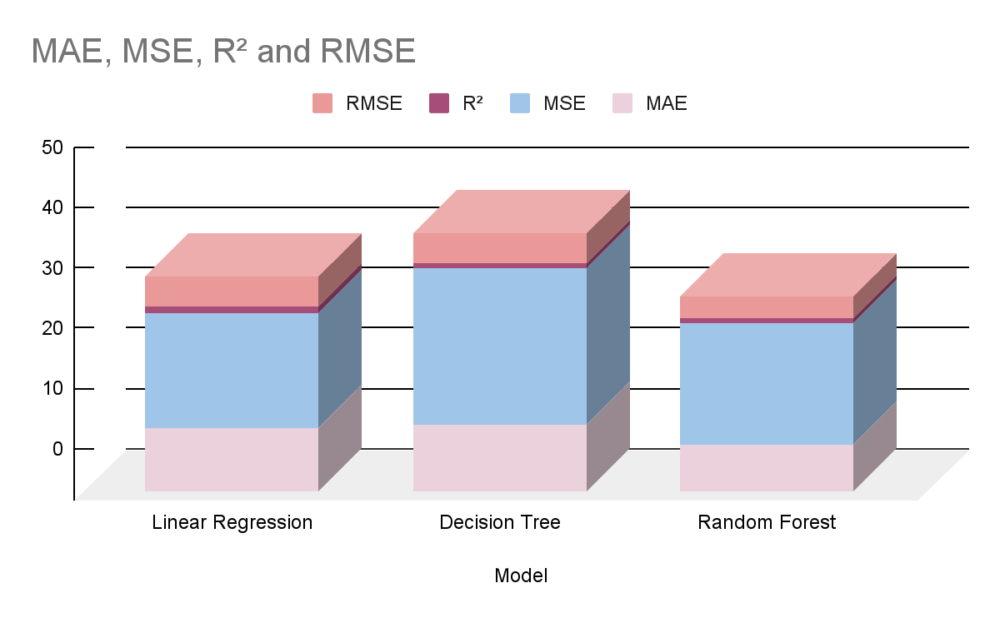 MAE, MSE, R² and RMSE
RMSE R² MSE MAE
50
40
30
20
10
0
Linear Regression Decision Tree Random Forest
Model